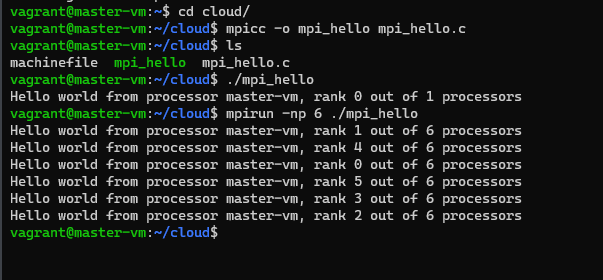 vagrant@master-vm:~$ cd cloud/
vagrant@master-vm:~/cloud$ mpicc -o mpi_hello mpi_hello.c
vagrant@master-vm:~/cloud$ ls
machinefile  mpi_hello  mpi_hello.c
vagrant@master-vm:~/cloud$ ./mpi_hello
Hello world from processor master-vm, rank 0 out of 1 processors
vagrant@master-vm:~/cloud$ mpirun -np 6 ./mpi_hello
Hello world from processor master-vm, rank 1 out of 6 processors
Hello world from processor master-vm, rank 4 out of 6 processors
Hello world from processor master-vm, rank 0 out of 6 processors
Hello world from processor master-vm, rank 5 out of 6 processors
Hello world from processor master-vm, rank 3 out of 6 processors
Hello world from processor master-vm, rank 2 out of 6 processors
vagrant@master-vm:~/cloud$